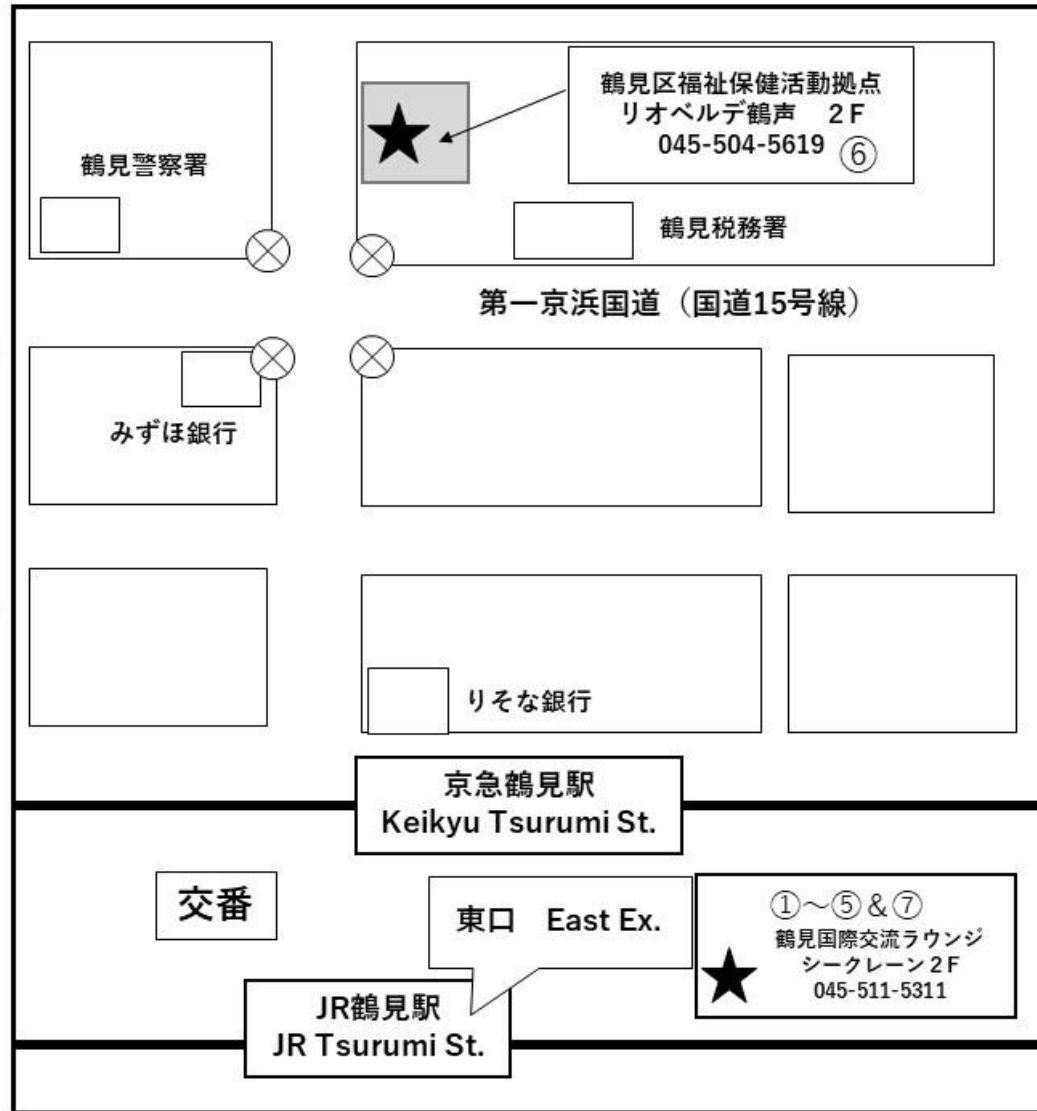 鶴見区福祉保健活動拠点
リオベルデ鶴声 2F
045-504-5619 ⑥
鶴見警察署
鶴見税務署
第一京浜国道（国道15号線）
みずほ銀行
りそな銀行
京急鶴見駅
Keikyu Tsurumi St.
交番
東口 East Ex.
①～⑤&⑦
鶴見国際交流ラウンジ
シークレーン2F
045-511-5311
JR鶴見駅
JR Tsurumi St.